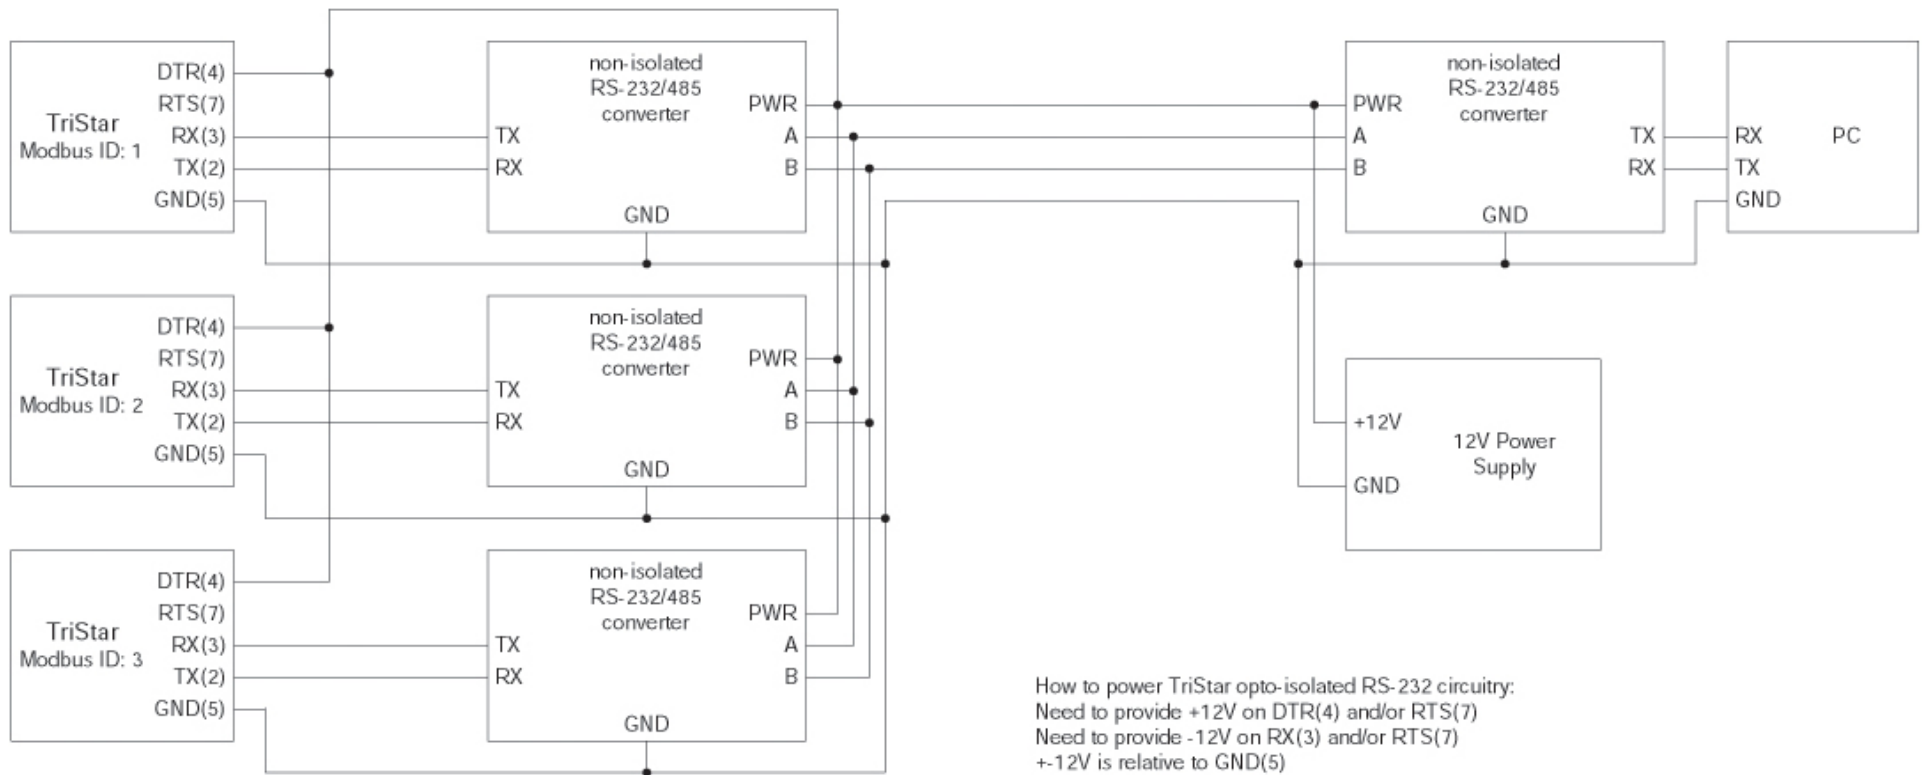 DTR(4)
RTS(7)
RX(3)
TX(2)
GND(5)
TriStar
Modbus ID: 1
non-isolated
RS-232/485
converter
TX
RX
PWR
A
B
GND
non-isolated
RS-232/485
converter
PWR
A
B
TX
RX
GND
RX
TX
GND
PC
DTR(4)
RTS(7)
RX(3)
TX(2)
GND(5)
TriStar
Modbus ID: 2
non-isolated
RS-232/485
converter
TX
RX
PWR
A
B
GND
+12V
GND
12V Power
Supply
DTR(4)
RTS(7)
RX(3)
TX(2)
GND(5)
TriStar
Modbus ID: 3
non-isolated
RS-232/485
converter
TX
RX
PWR
A
B
GND
How to power TriStar opto-isolated RS-232 circuitry:
Need to provide +12V on DTR(4) and/or RTS(7)
Need to provide -12V on RX(3) and/or RTS(7)
+-12V is relative to GND(5)